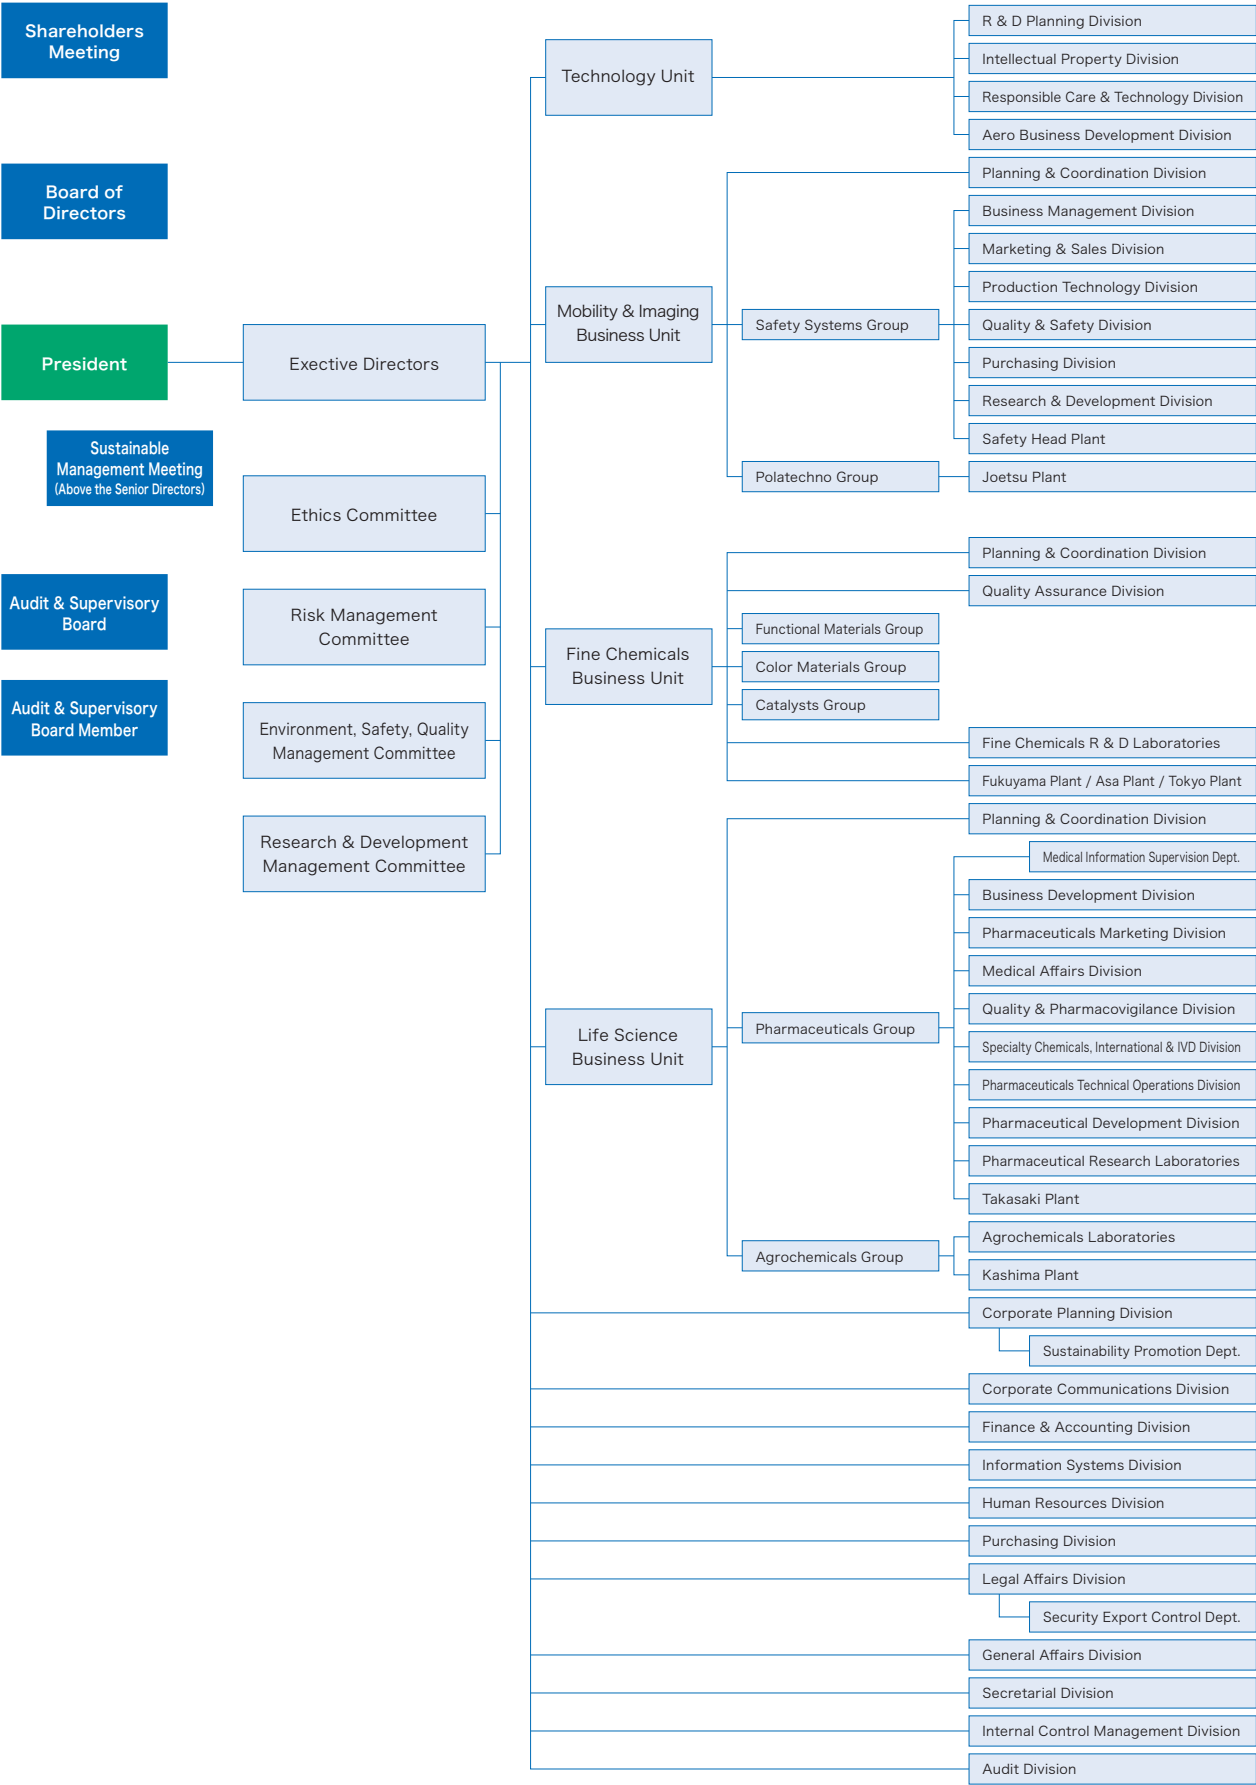 Shareholders
Meeting
Board of
Directors
President
Sustainable
Management Meeting
(Above the Senior Directors)
Audit & Supervisory
Board
Audit & Supervisory
Board Member
Exective Directors
Ethics Committee
Risk Management
Committee
Environment, Safety, Quality
Management Committee
Research & Development
Management Committee
Technology Unit
R & D Planning Division
Intellectual Property Division
Responsible Care & Technology Division
Aero Business Development Division
Mobility & Imaging
Business Unit
Planning & Coordination Division
Safety Systems Group
Business Management Division
Marketing & Sales Division
Production Technology Division
Quality & Safety Division
Purchasing Division
Research & Development Division
Safety Head Plant
Polatechno Group
Joetsu Plant
Fine Chemicals
Business Unit
Planning & Coordination Division
Quality Assurance Division
Functional Materials Group
Color Materials Group
Catalysts Group
Fine Chemicals R & D Laboratories
Fukuyama Plant / Asa Plant / Tokyo Plant
Life Science
Business Unit
Planning & Coordination Division
Pharmaceuticals Group
Medical Information Supervision Dept.
Business Development Division
Pharmaceuticals Marketing Division
Medical Affairs Division
Quality & Pharmacovigilance Division
Specialty Chemicals, International & IVD Division
Pharmaceuticals Technical Operations Division
Pharmaceutical Development Division
Pharmaceutical Research Laboratories
Takasaki Plant
Agrochemicals Group
Agrochemicals Laboratories
Kashima Plant
Corporate Planning Division
Sustainability Promotion Dept.
Corporate Communications Division
Finance & Accounting Division
Information Systems Division
Human Resources Division
Purchasing Division
Legal Affairs Division
Security Export Control Dept.
General Affairs Division
Secretarial Division
Internal Control Management Division
Audit Division